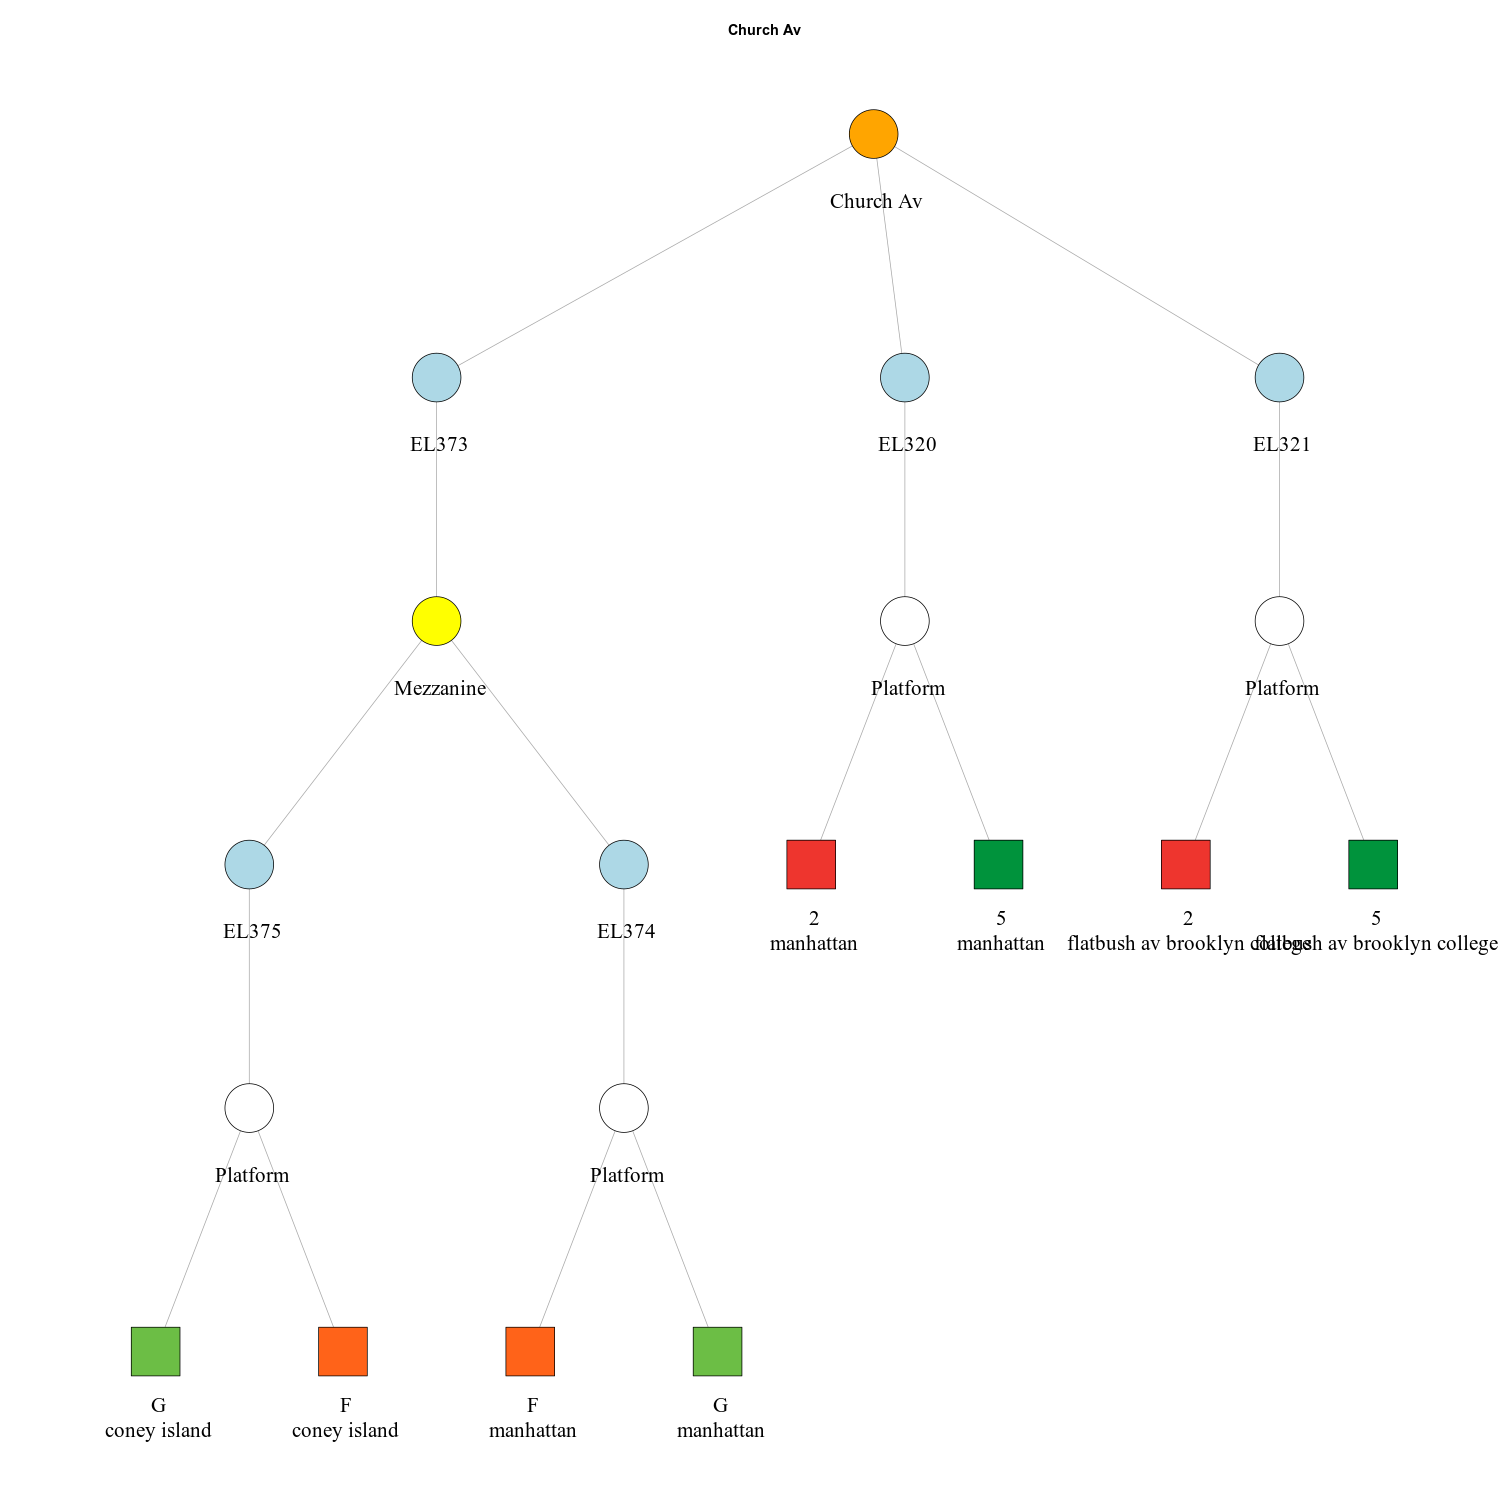 Church Av
Church Av
EL373
EL320
EL321
Mezzanine
Platform
Platform
EL375
EL374
2
manhattan
5
manhattan
2
flatbush av brooklyn college
5
flatbush av brooklyn college
Platform
Platform
G
coney island
F
coney island
F
manhattan
G
manhattan